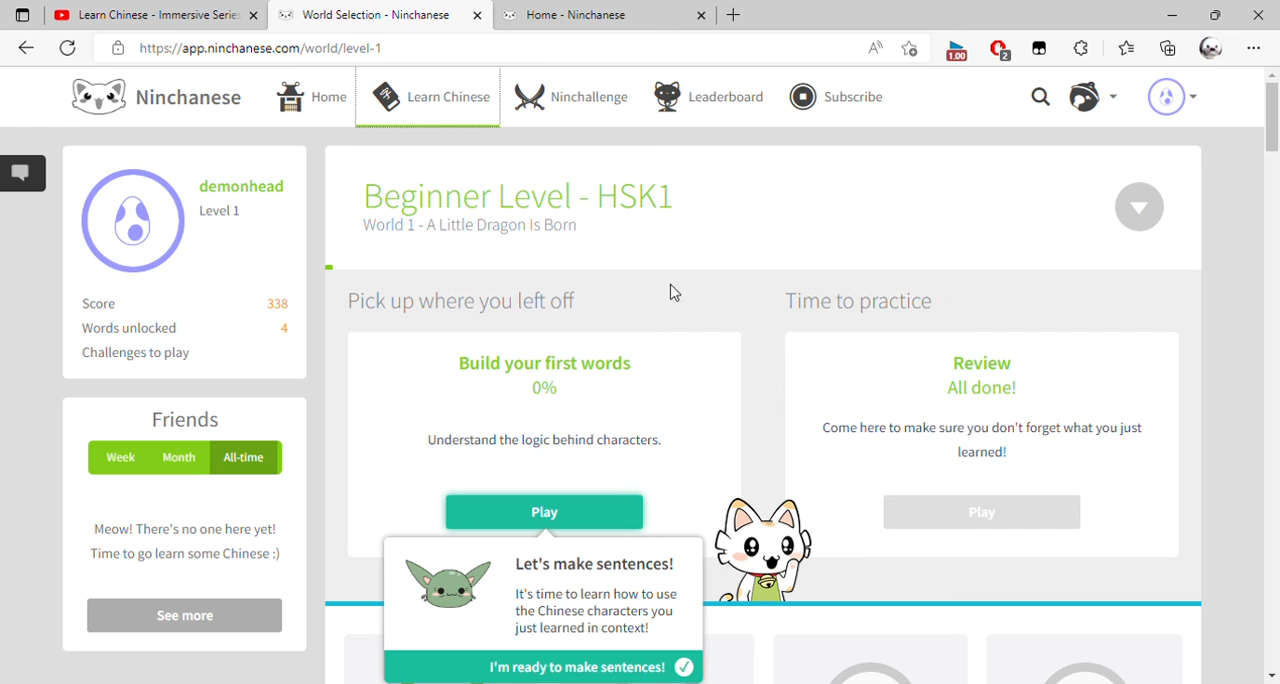 Learn Chinese - Immersive Series
World Selection - Ninchanese
Home - Ninchanese
https://app.ninchanese.com/world/level-1
1.00
2
Ninchanese
Home
字
Learn Chinese
Ninchallenge
Leaderboard
Subscribe
demonhead
Level 1
Score 338
Words unlocked 4
Challenges to play
Friends
Week Month All-time
Meow! There's no one here yet!
Time to go learn some Chinese :)
See more
Beginner Level - HSK1
World 1 - A Little Dragon Is Born
Pick up where you left off
Build your first words
0%
Understand the logic behind characters.
Play
Let's make sentences!
It's time to learn how to use
the Chinese characters you
just learned in context!
I'm ready to make sentences!
Time to practice
Review
All done!
Come here to make sure you don't forget what you just
learned!
Play